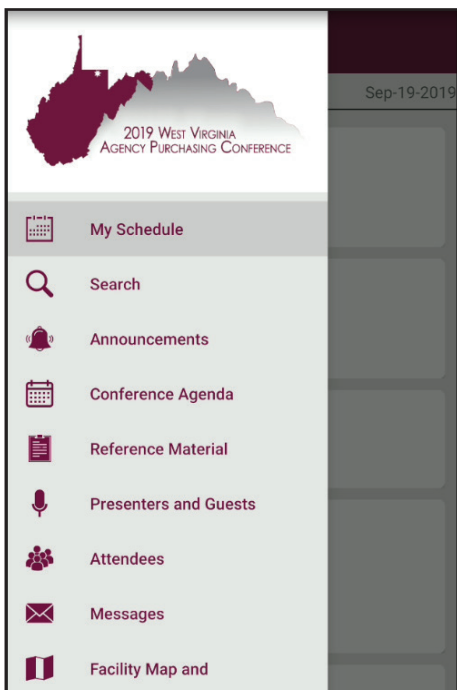 2019 West Virginia
Agency Purchasing Conference
Sep-19-2019
My Schedule
Search
Announcements
Conference Agenda
Reference Material
Presenters and Guests
Attendees
Messages
Facility Map and